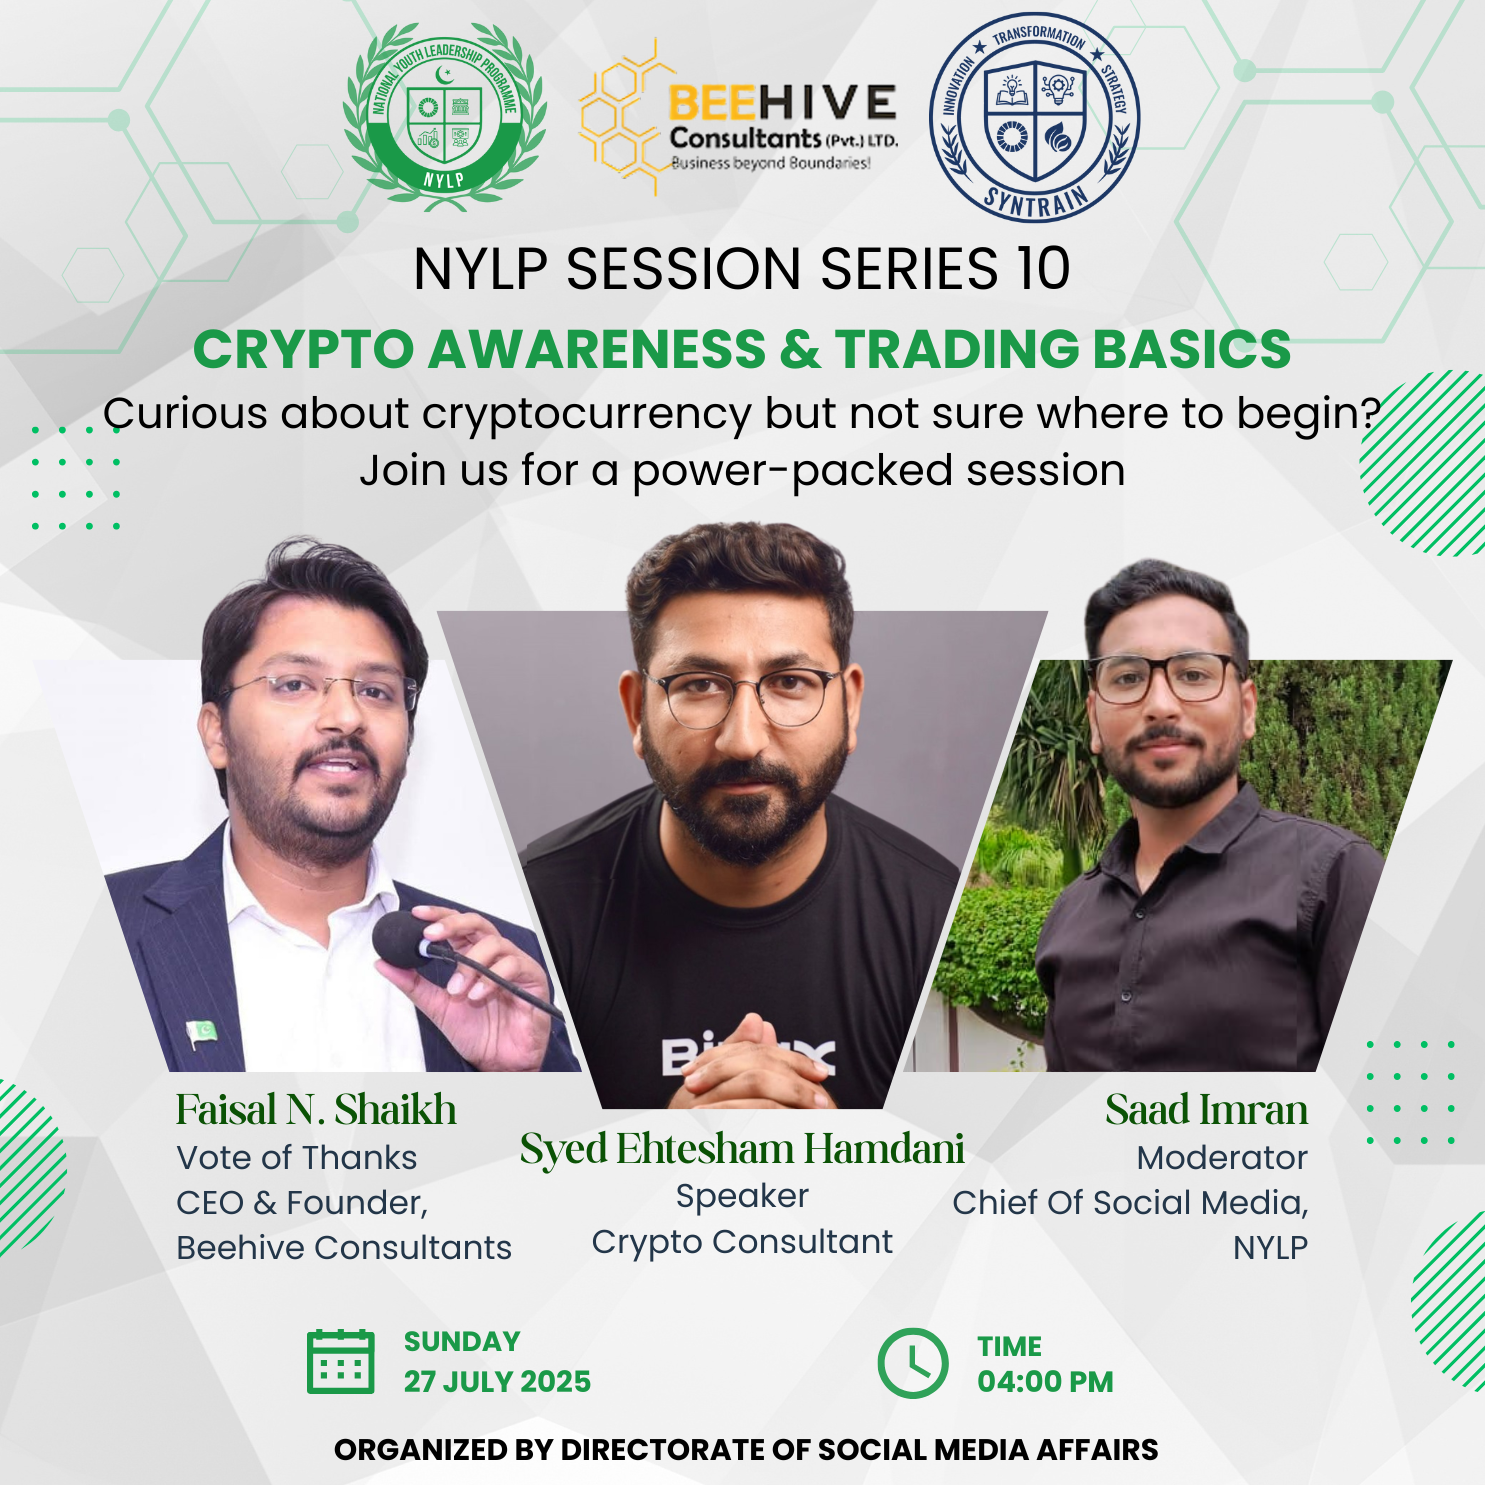 NATIONAL YOUTH LEADERSHIP PROGRAMME
NYLP
BEEHIVE
Consultants (Pvt.) LTD.
Business beyond Boundaries!
INNOVATION ★ TRANSFORMATION ★ STRATEGY
SYNTRAIN
NYLP SESSION SERIES 10
CRYPTO AWARENESS & TRADING BASICS
Curious about cryptocurrency but not sure where to begin?
Join us for a power-packed session
Faisal N. Shaikh
Vote of Thanks
CEO & Founder,
Beehive Consultants
Syed Ehtesham Hamdani
Speaker
Crypto Consultant
Saad Imran
Moderator
Chief Of Social Media,
NYLP
SUNDAY
27 JULY 2025
TIME
04:00 PM
ORGANIZED BY DIRECTORATE OF SOCIAL MEDIA AFFAIRS